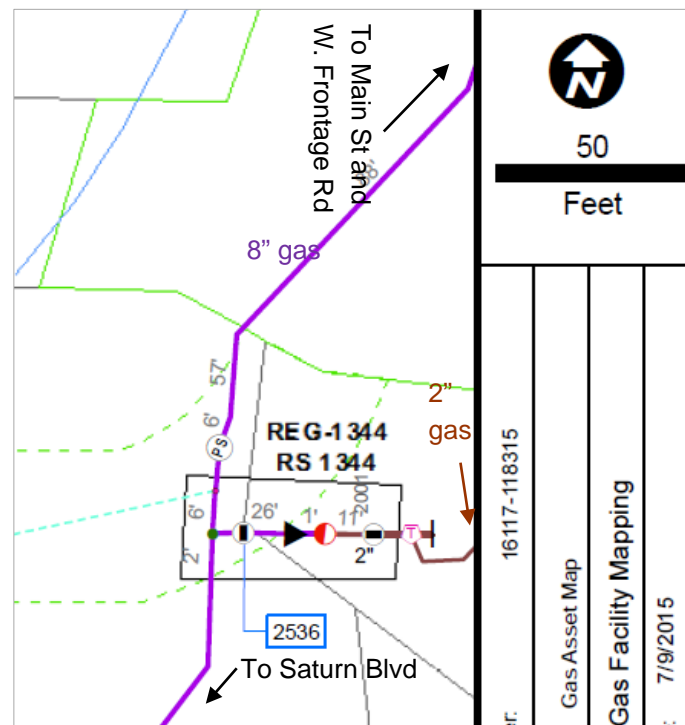 To Main St and
W. Frontage Rd
N
50
Feet
8” gas
57'
6'
PS
2”
gas
REG-1344
RS 1344
2001
6'
26'
1'
11'
2"
T
2'
2536
To Saturn Blvd
16117-118315
Gas Asset Map
Gas Facility Mapping
7/9/2015